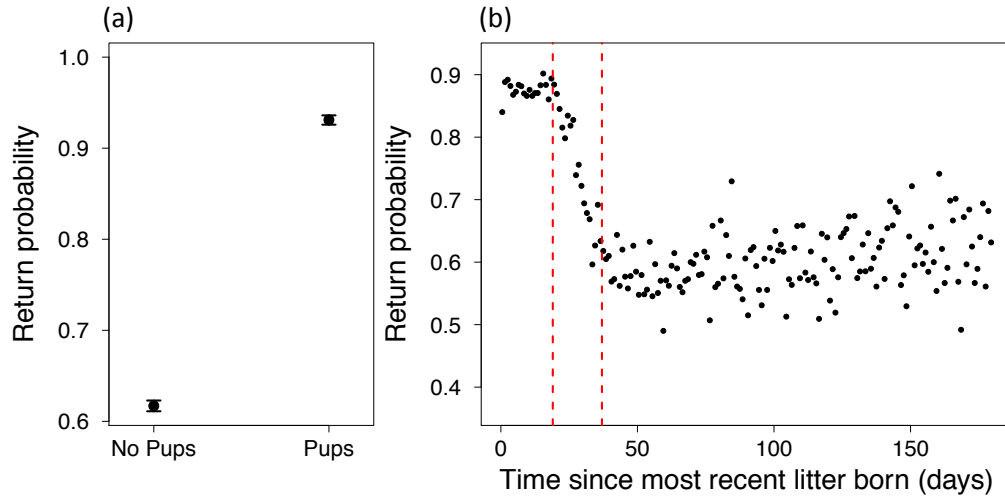 (a)
Return probability
1.0
0.9
0.8
0.7
0.6
No Pups
Pups
(b)
Return probability
0.9
0.8
0.7
0.6
0.5
0.4
0
50
100
150
Time since most recent litter born (days)